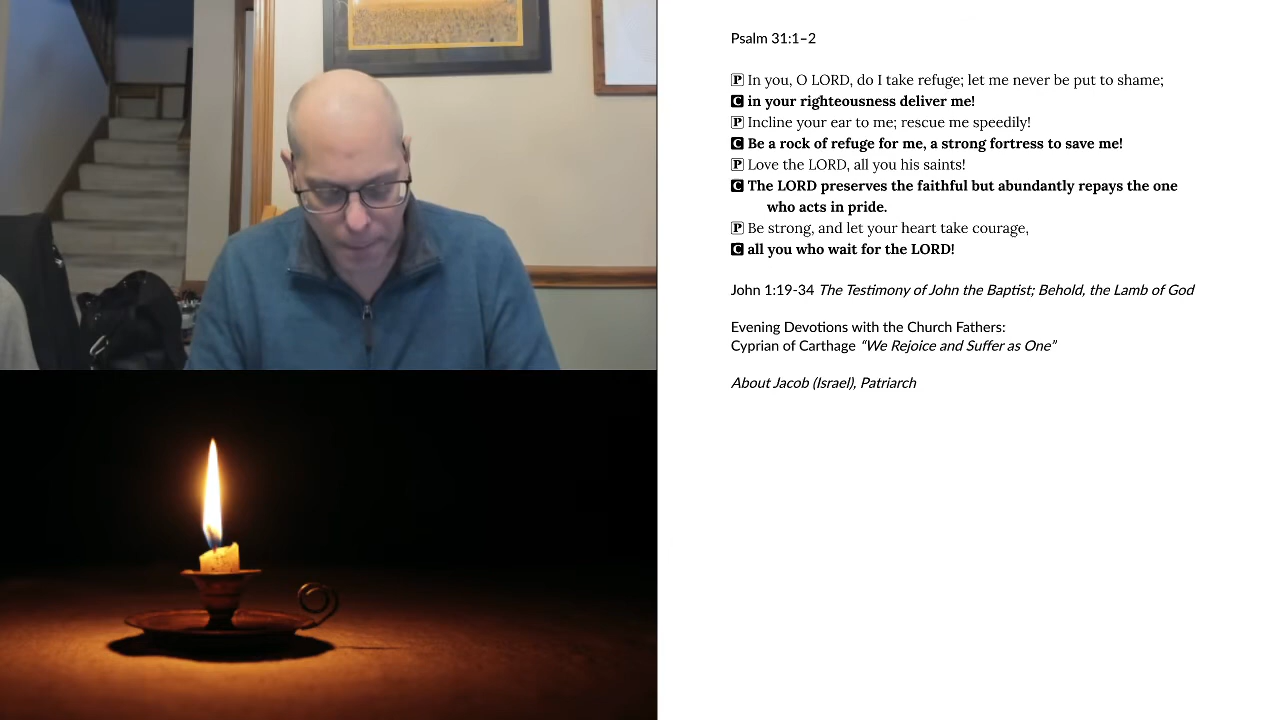 Psalm 31:1–2
P In you, O LORD, do I take refuge; let me never be put to shame;
C in your righteousness deliver me!
P Incline your ear to me; rescue me speedily!
C Be a rock of refuge for me, a strong fortress to save me!
P Love the LORD, all you his saints!
C The LORD preserves the faithful but abundantly repays the one
who acts in pride.
P Be strong, and let your heart take courage,
C all you who wait for the LORD!
John 1:19-34 The Testimony of John the Baptist; Behold, the Lamb of God
Evening Devotions with the Church Fathers:
Cyprian of Carthage “We Rejoice and Suffer as One”
About Jacob (Israel), Patriarch